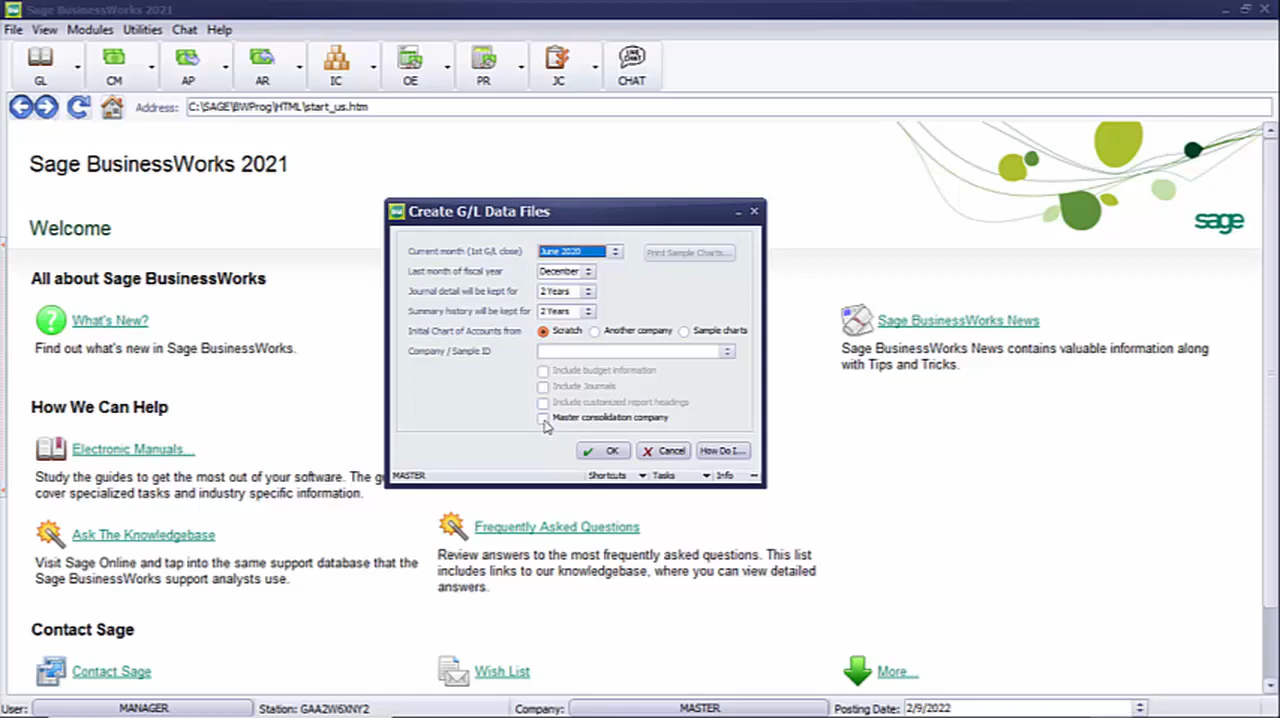 Sage BusinessWorks 2021
File View Modules Utilities Chat Help
GL CM AP AR IC OE PR JC CHAT
LIVE CHAT
Address: C:\SAGE\BWProg\HTML\start_us.htm
Sage BusinessWorks 2021
sage
Welcome
All about Sage BusinessWorks
What's New?
Find out what's new in Sage BusinessWorks.
Sage BusinessWorks News
Sage BusinessWorks News contains valuable information along
with Tips and Tricks.
How We Can Help
Electronic Manuals...
Study the guides to get the most out of your software. The gu
cover specialized tasks and industry specific information.
Ask The Knowledgebase
Visit Sage Online and tap into the same support database that the
Sage BusinessWorks support analysts use.
Frequently Asked Questions
Review answers to the most frequently asked questions. This list
includes links to our knowledgebase, where you can view detailed
answers.
Contact Sage
Contact Sage
Wish List
More...
BW Create G/L Data Files
Current month (1st G/L close) June 2020 Print Sample Charts...
Last month of fiscal year December
Journal detail will be kept for 2 Years
Summary history will be kept for 2 Years
Initial Chart of Accounts from Scratch Another company Sample charts
Company / Sample ID
Include budget information
Include Journals
Include customized report headings
Master consolidation company
OK Cancel How Do I...
MASTER Shortcuts Tasks Info
User: MANAGER Station: GAA2W6XNY2 Company: MASTER Posting Date: 2/9/2022